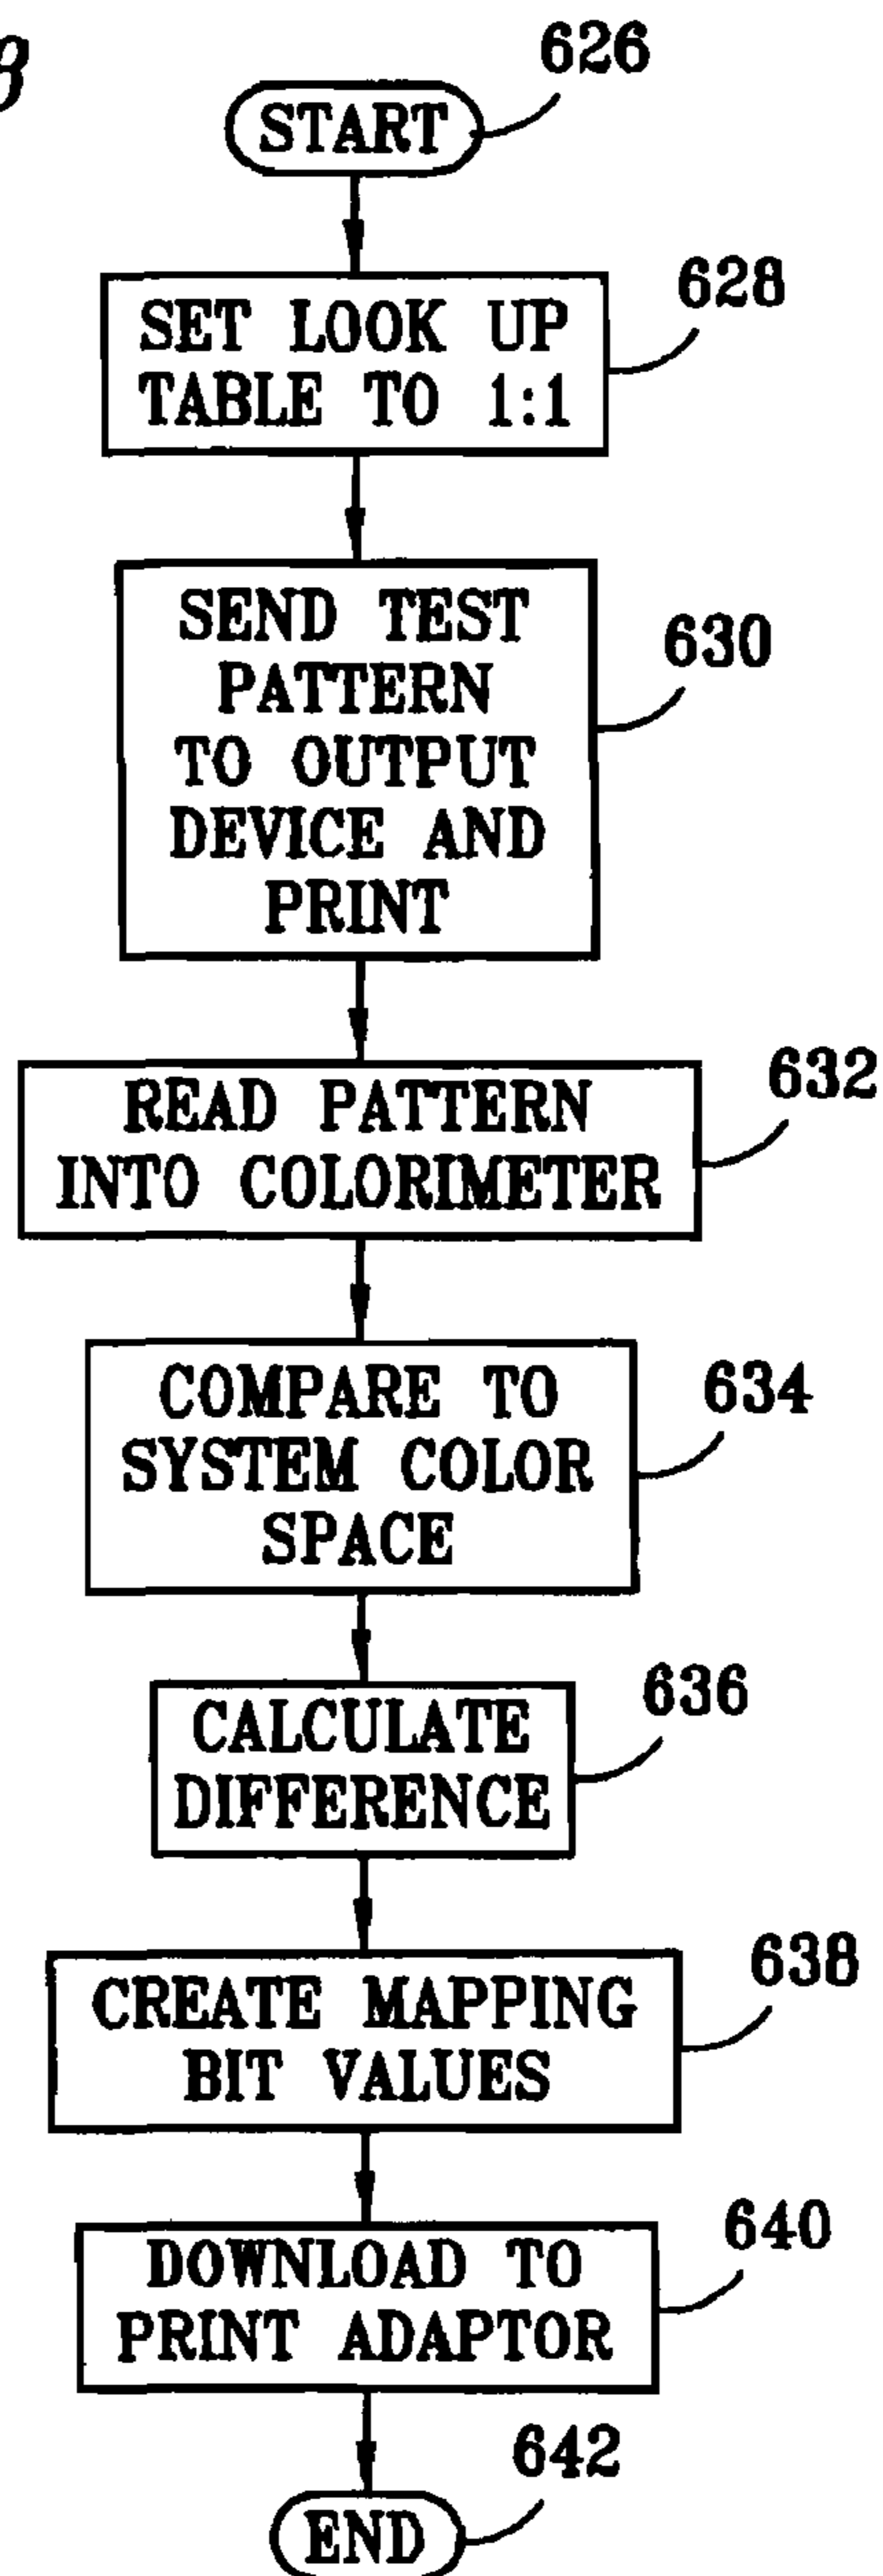 626
START
628
SET LOOK UP
TABLE TO 1:1
630
SEND TEST
PATTERN
TO OUTPUT
DEVICE AND
PRINT
632
READ PATTERN
INTO COLORIMETER
634
COMPARE TO
SYSTEM COLOR
SPACE
636
CALCULATE
DIFFERENCE
638
CREATE MAPPING
BIT VALUES
640
DOWNLOAD TO
PRINT ADAPTOR
642
END